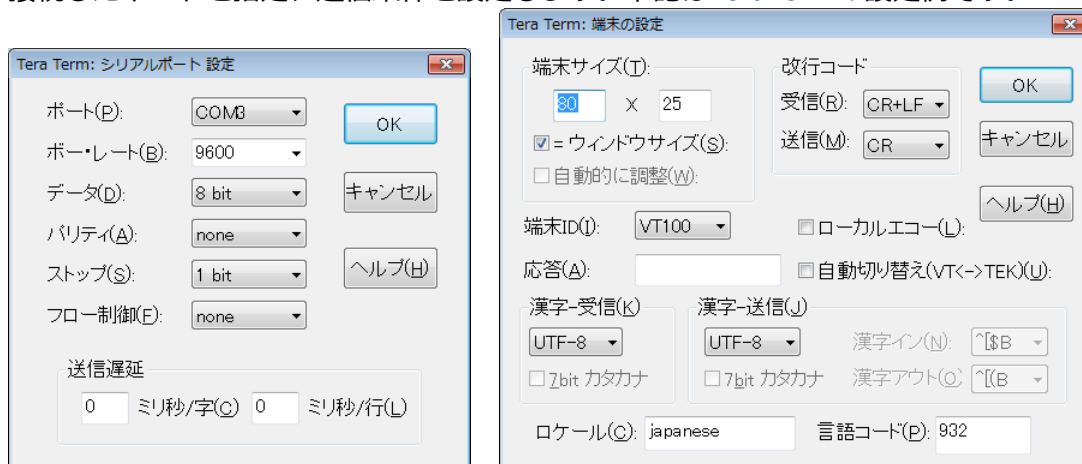 Tera Term: シリアルポート 設定
ポート(P):
COM3
OK
ボー・レート(B):
9600
データ(D):
8 bit
キャンセル
パリティ(A):
none
ストップ(S):
1 bit
ヘルプ(H)
フロー制御(F):
none
送信遅延
0 ミリ秒/字(C) 0 ミリ秒/行(L)
Tera Term: 端末の設定
端末サイズ(T):
80 X 25
= ウィンドウサイズ(S):
自動的に調整(W):
改行コード
受信(R): CR+LF
送信(M): CR
OK
キャンセル
ヘルプ(H)
端末ID(I): VT100
ローカルエコー(L):
応答(A):
自動切り替え(VT<->TEK)(U):
漢字-受信(K)
UTF-8
7bit カタカナ
漢字-送信(J)
UTF-8
7bit カタカナ
漢字イン(N): ^[$B
漢字アウト(O) ^[(B
ロケール(C): japanese
言語コード(P): 932